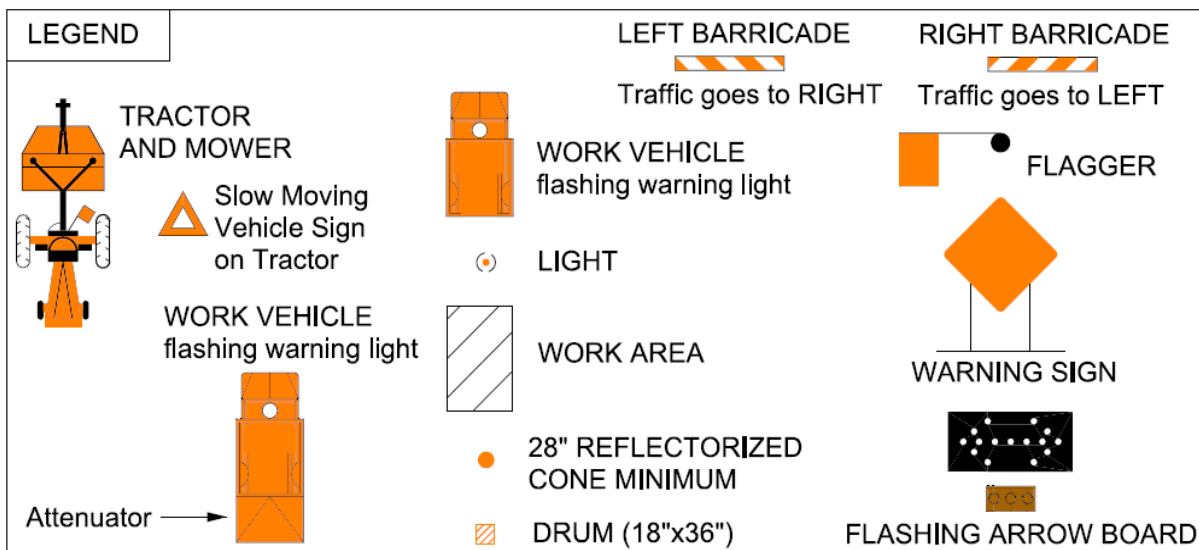 LEGEND
LEFT BARRICADE
Traffic goes to RIGHT
RIGHT BARRICADE
Traffic goes to LEFT
TRACTOR
AND MOWER
Slow Moving
Vehicle Sign
on Tractor
WORK VEHICLE
flashing warning light
FLAGGER
LIGHT
WORK VEHICLE
flashing warning light
WORK AREA
WARNING SIGN
28" REFLECTORIZED
CONE MINIMUM
Attenuator
DRUM (18"x36")
FLASHING ARROW BOARD